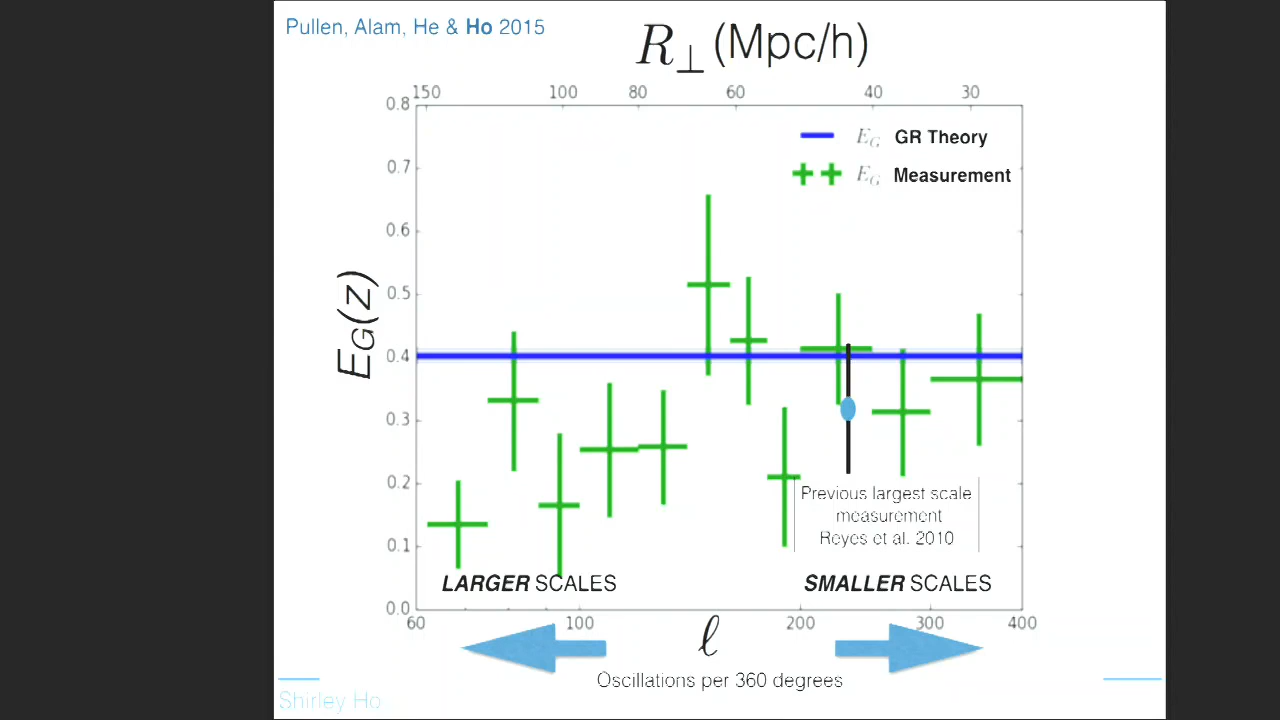 Pullen, Alam, He & Ho 2015
R⊥ (Mpc/h)
150 100 80 60 40 30
0.8
0.7
0.6
0.5
0.4
0.3
0.2
0.1
0.0
E_G(z)
E_G GR Theory
E_G Measurement
Previous largest scale
measurement
Reyes et al. 2010
LARGER SCALES
SMALLER SCALES
60 100 200 300 400
ℓ
Oscillations per 360 degrees
Shirley Ho